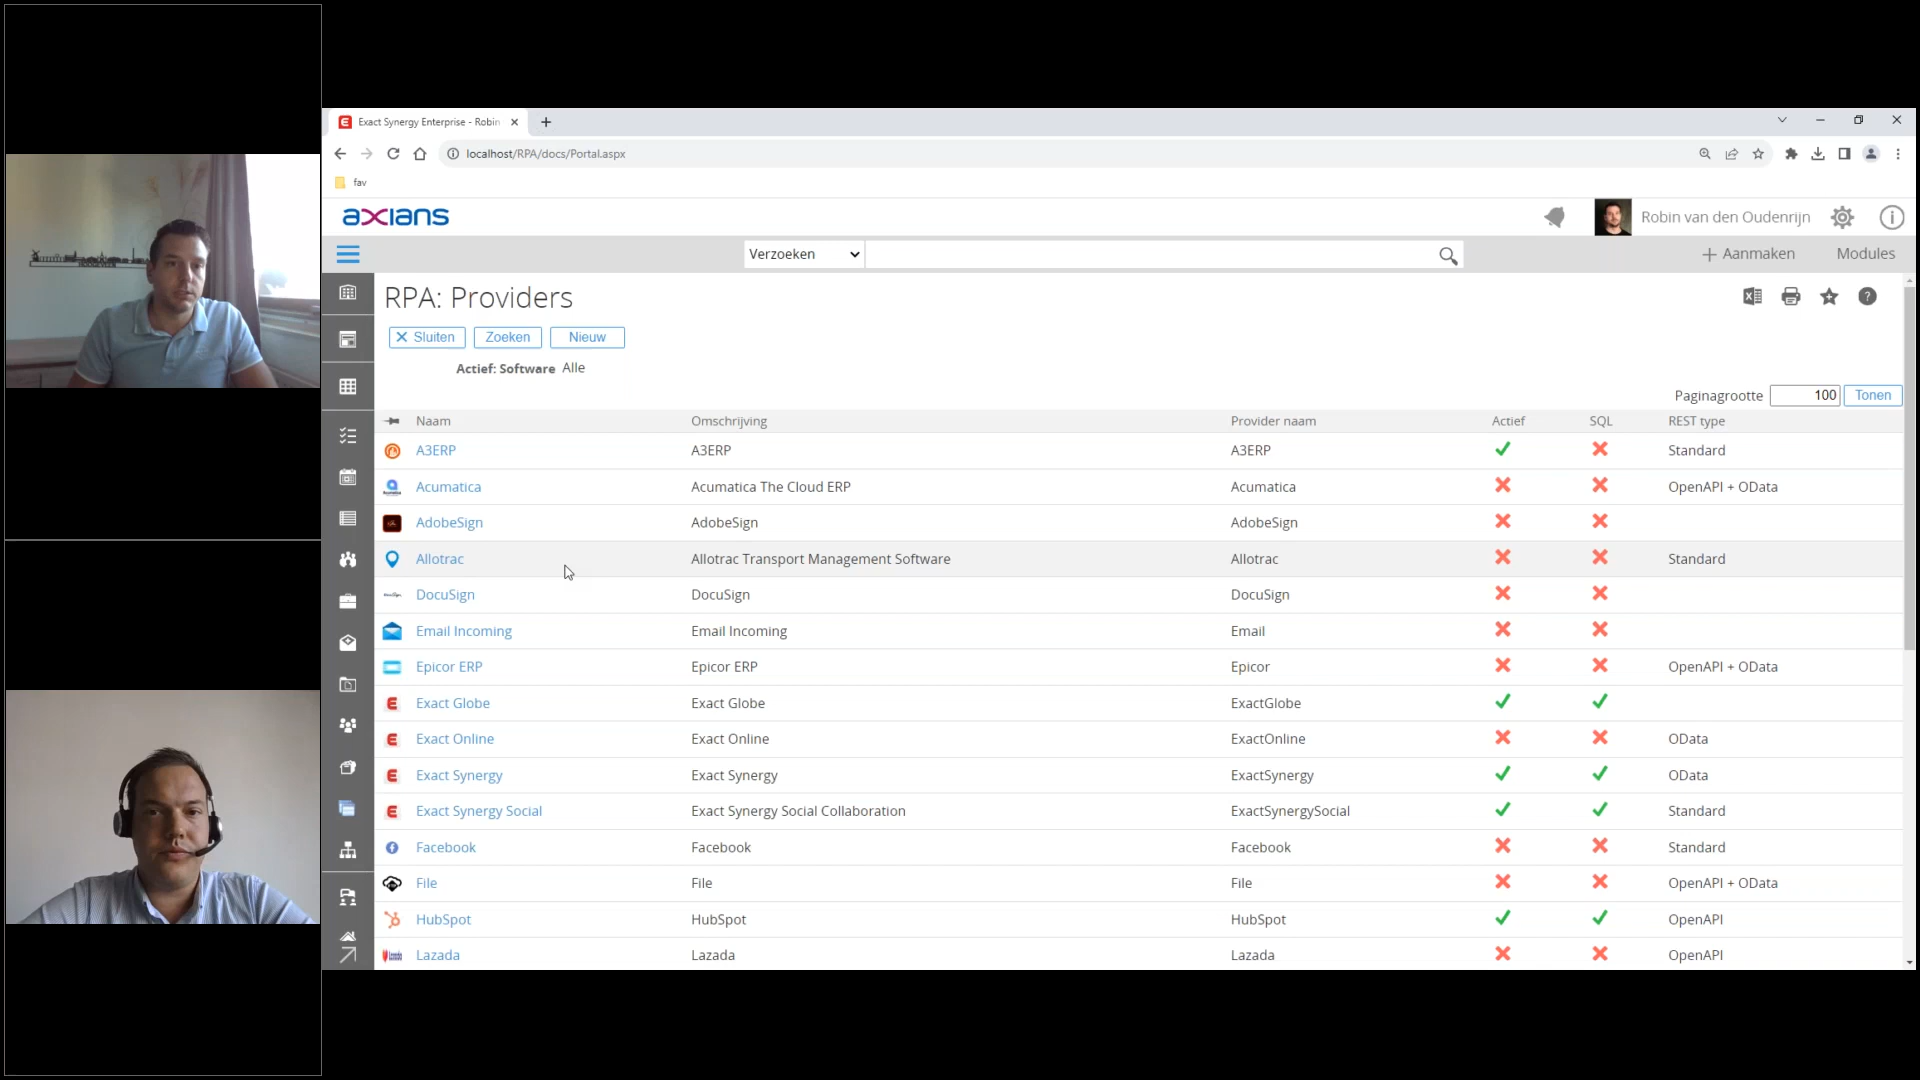 Exact Synergy Enterprise - Robin
localhost/RPA/docs/Portal.aspx
fav
axians
Robin van den Oudenrijn
Verzoeken
Aanmaken
Modules
RPA: Providers
Sluiten Zoeken Nieuw
Actief: Software Alle
Paginagrootte 100 Tonen
Naam Omschrijving Provider naam Actief SQL REST type
A3ERP A3ERP A3ERP Standard
Acumatica Acumatica The Cloud ERP Acumatica OpenAPI + OData
AdobeSign AdobeSign AdobeSign
Allotrac Allotrac Transport Management Software Allotrac Standard
DocuSign DocuSign DocuSign
Email Incoming Email Incoming Email
Epicor ERP Epicor ERP Epicor OpenAPI + OData
Exact Globe Exact Globe ExactGlobe
Exact Online Exact Online ExactOnline OData
Exact Synergy Exact Synergy ExactSynergy OData
Exact Synergy Social Exact Synergy Social Collaboration ExactSynergySocial Standard
Facebook Facebook Facebook Standard
File File File OpenAPI + OData
HubSpot HubSpot HubSpot OpenAPI
Lazada Lazada Lazada OpenAPI